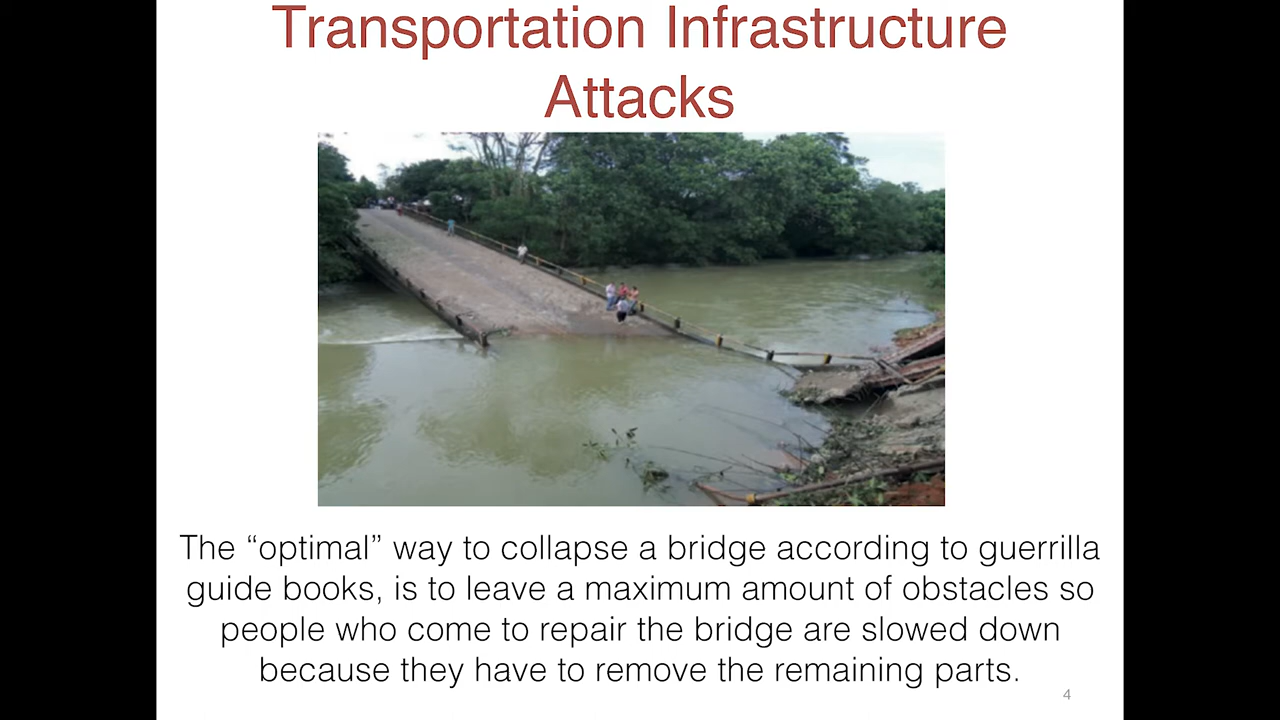 Transportation Infrastructure
Attacks
The “optimal” way to collapse a bridge according to guerrilla
guide books, is to leave a maximum amount of obstacles so
people who come to repair the bridge are slowed down
because they have to remove the remaining parts.
4